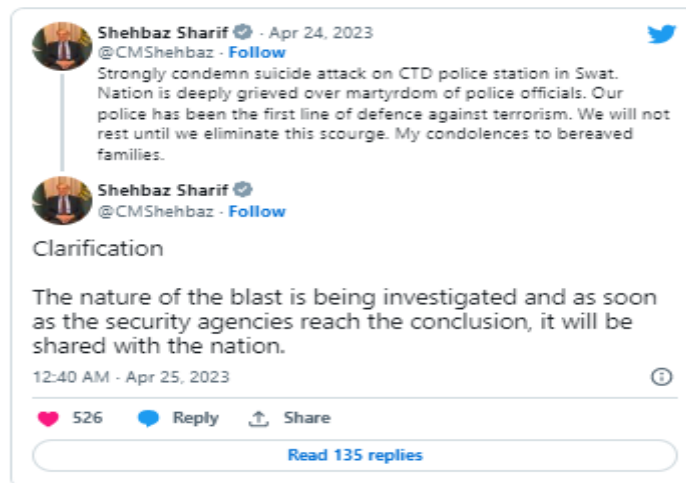 Shehbaz Sharif · Apr 24, 2023
@CMShehbaz · Follow
Strongly condemn suicide attack on CTD police station in Swat.
Nation is deeply grieved over martyrdom of police officials. Our
police has been the first line of defence against terrorism. We will not
rest until we eliminate this scourge. My condolences to bereaved
families.
Shehbaz Sharif
@CMShehbaz · Follow
Clarification
The nature of the blast is being investigated and as soon
as the security agencies reach the conclusion, it will be
shared with the nation.
12:40 AM · Apr 25, 2023
526 Reply Share
Read 135 replies